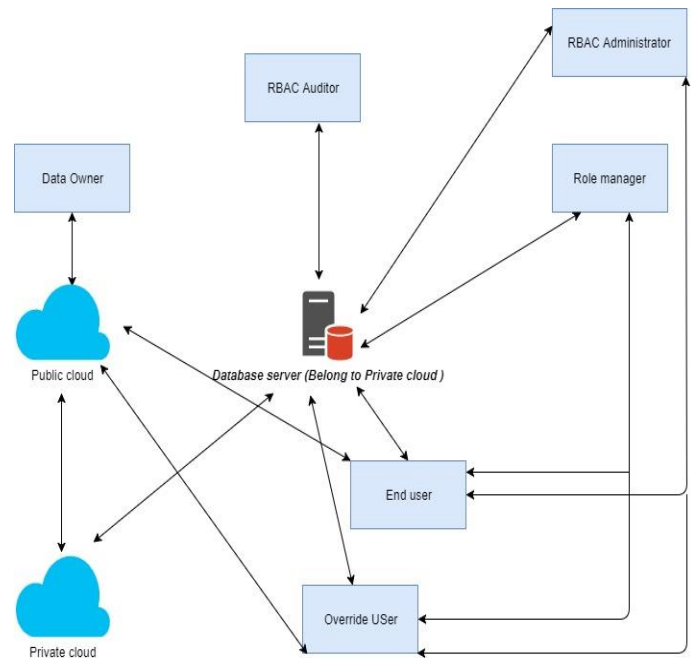 RBAC Administrator
RBAC Auditor
Data Owner
Role manager
Public cloud
Database server (Belong to Private cloud )
End user
Override USer
Private cloud